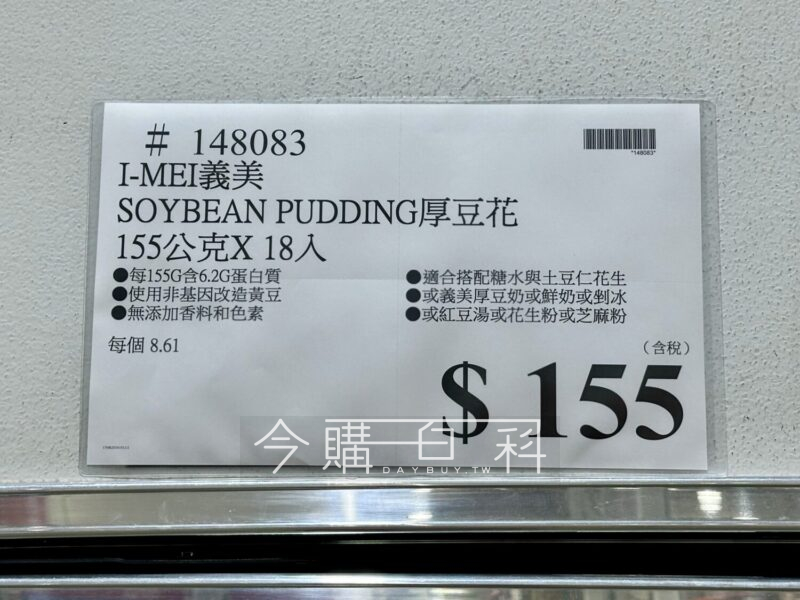 # 148083
*148083*
I-MEI義美
SOYBEAN PUDDING厚豆花
155公克X 18入
●每155G含6.2G蛋白質
●使用非基因改造黃豆
●無添加香料和色素
●適合搭配糖水與土豆仁花生
●或義美厚豆奶或鮮奶或剉冰
●或紅豆湯或花生粉或芝麻粉
每個 8.61
(含稅)
$ 155
今購百科
DAYBUY.TW